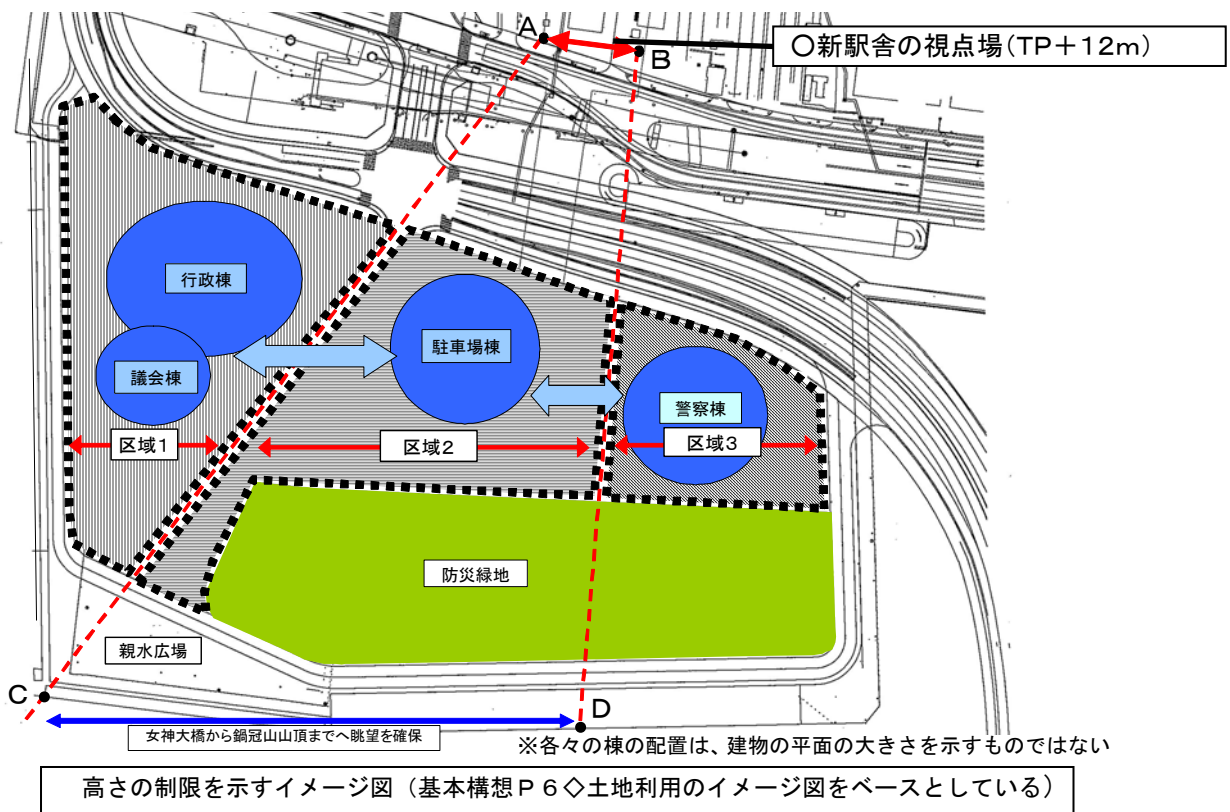 A
B
〇新駅舎の視点場(TP+12m)
行政棟
駐車場棟
議会棟
警察棟
区域1
区域2
区域3
防災緑地
親水広場
C
D
女神大橋から鍋冠山山頂までへ眺望を確保
※各々の棟の配置は、建物の平面の大きさを示すものではない
高さの制限を示すイメージ図(基本構想P6◇土地利用のイメージ図をベースとしている)